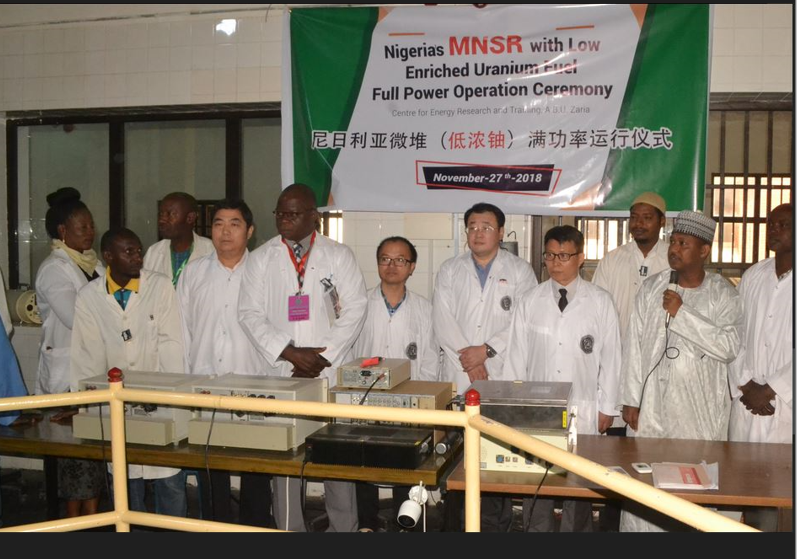 Nigerias MNSR with Low
Enriched Uranium Fuel
Full Power Operation Ceremony
Centre for Energy Research and Training, A.B.U. Zaria
尼日利亚微堆（低浓铀）满功率运行仪式
November-27th-2018